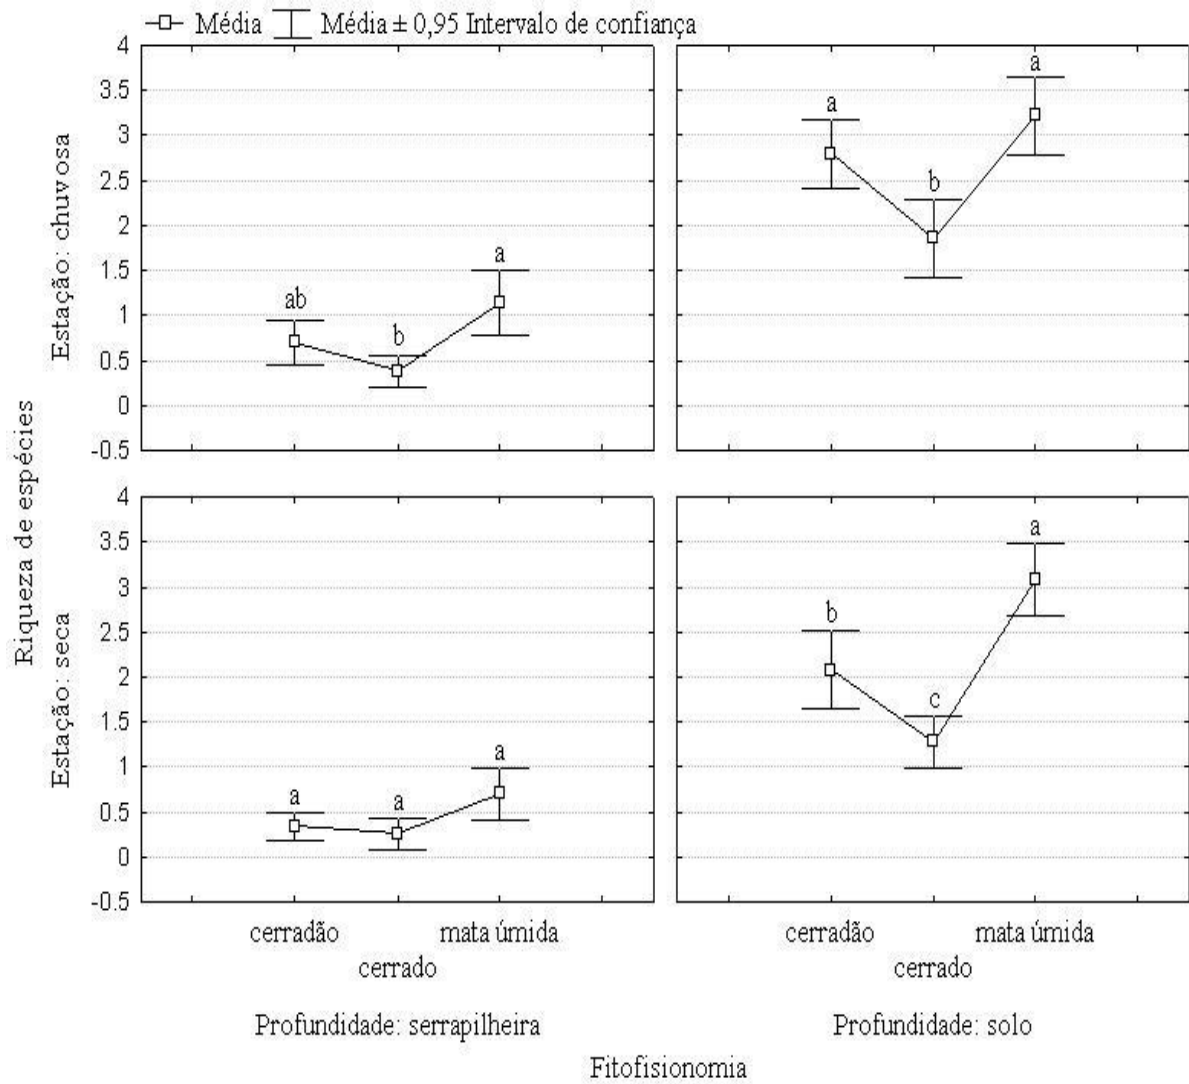 Média Média ± 0,95 Intervalo de confiança
Riqueza de espécies
Estação: chuvosa
4
3.5
3
2.5
2
1.5
1
0.5
0
-0.5
ab
b
a
a
b
a
Estação: seca
4
3.5
3
2.5
2
1.5
1
0.5
0
-0.5
a
a
a
b
c
a
cerradão mata úmida cerradão mata úmida
cerrado cerrado
Profundidade: serrapilheira Profundidade: solo
Fitofisionomia